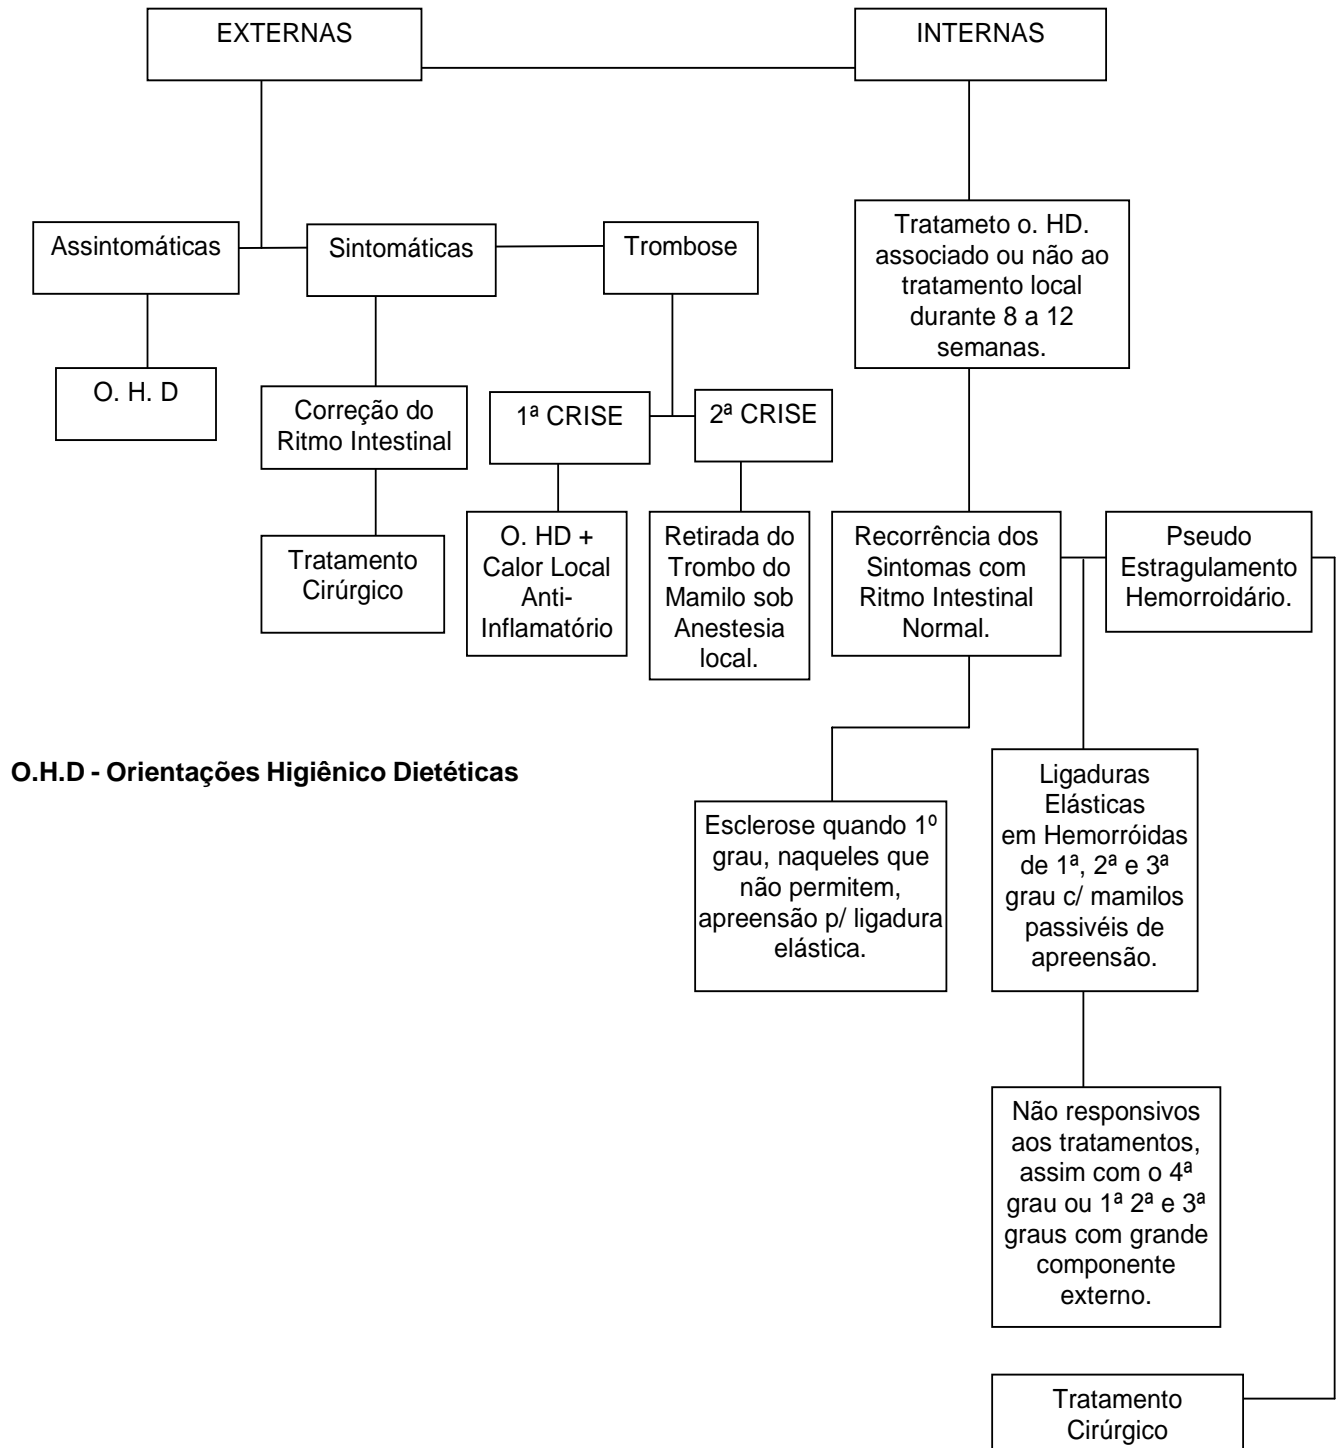 EXTERNAS
INTERNAS
Assintomáticas
Sintomáticas
Trombose
Tratameto o. HD.
associado ou não ao
tratamento local
durante 8 a 12
semanas.
O. H. D
Correção do
Ritmo Intestinal
1ª CRISE
2ª CRISE
Tratamento
Cirúrgico
O. HD +
Calor Local
Anti-
Inflamatório
Retirada do
Trombo do
Mamilo sob
Anestesia
local.
Recorrência dos
Sintomas com
Ritmo Intestinal
Normal.
Pseudo
Estragulamento
Hemorroidário.
O.H.D - Orientações Higiênico Dietéticas
Esclerose quando 1º
grau, naqueles que
não permitem,
apreensão p/ ligadura
elástica.
Ligaduras
Elásticas
em Hemorróidas
de 1ª, 2ª e 3ª
grau c/ mamilos
passivéis de
apreensão.
Não responsivos
aos tratamentos,
assim com o 4ª
grau ou 1ª 2ª e 3ª
graus com grande
componente
externo.
Tratamento
Cirúrgico